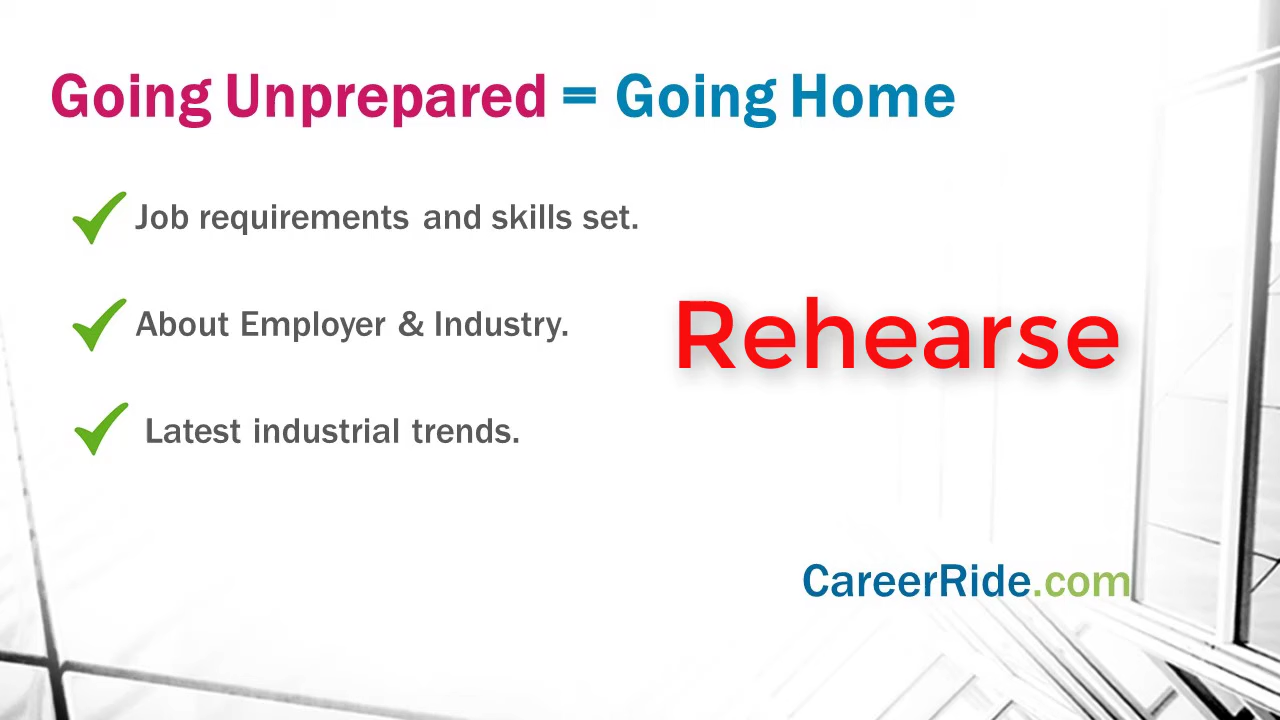 Going Unprepared = Going Home
Job requirements and skills set.
About Employer & Industry.
Latest industrial trends.
Rehearse
CareerRide.com